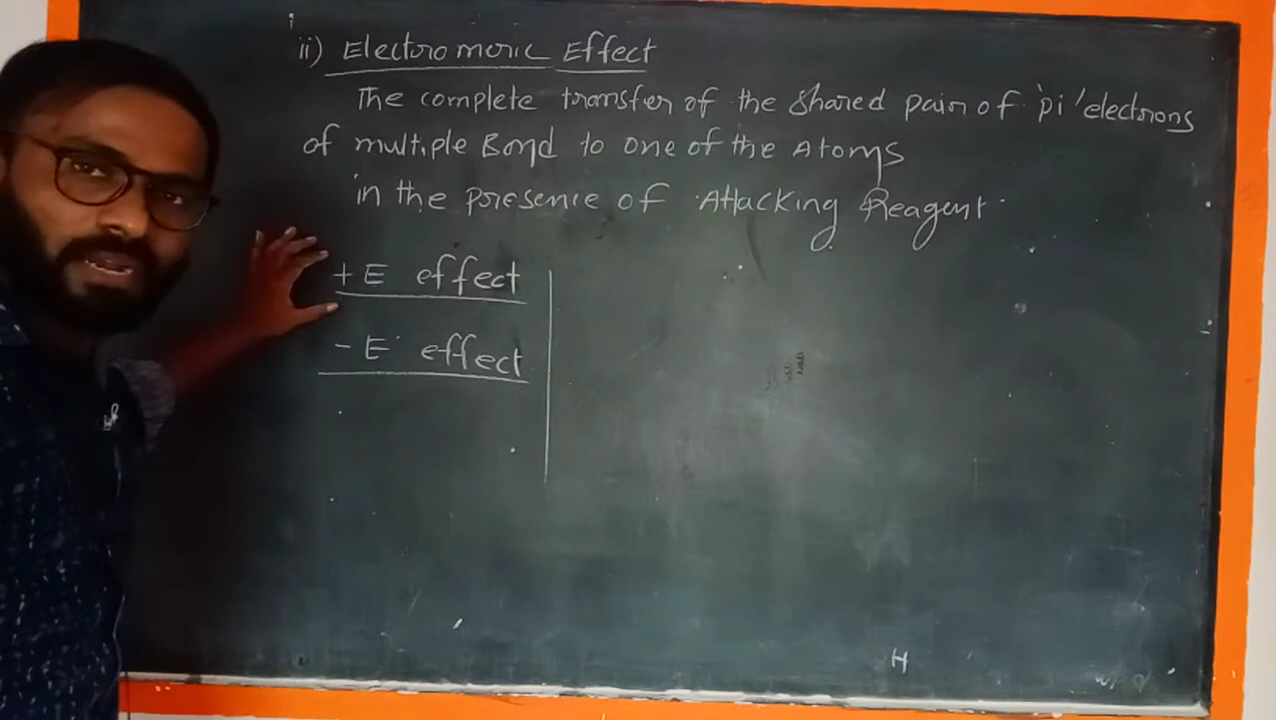 ii) Electromeric Effect
The complete transfer of the shared pair of 'pi' electrons
of multiple Bond to one of the Atoms
in the presence of Attacking Reagent.
+E effect
-E effect
H